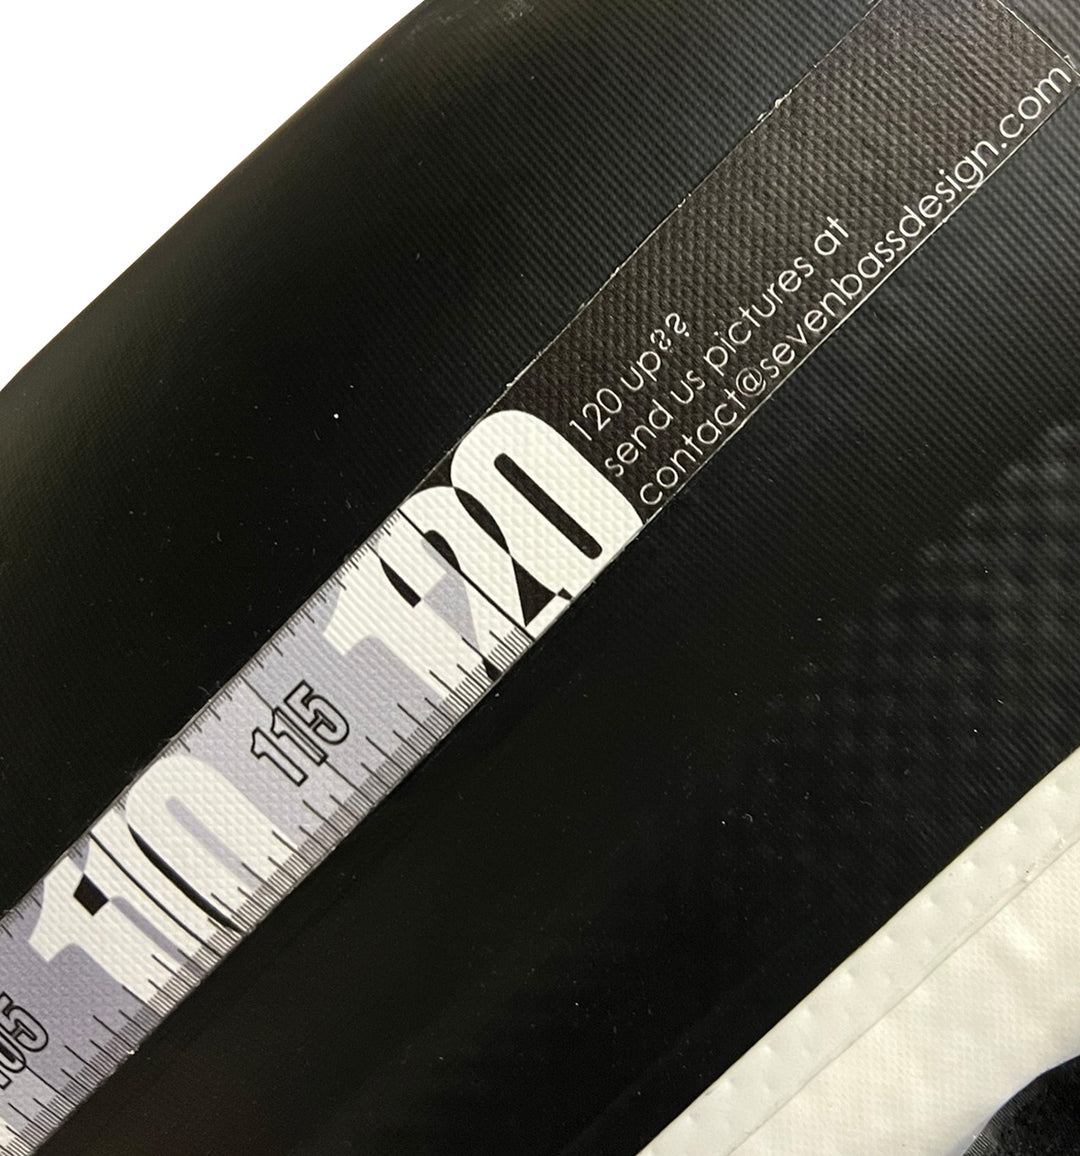 120 up??
send us pictures at
contact@sevenbassdesign.com
120
115
110
105